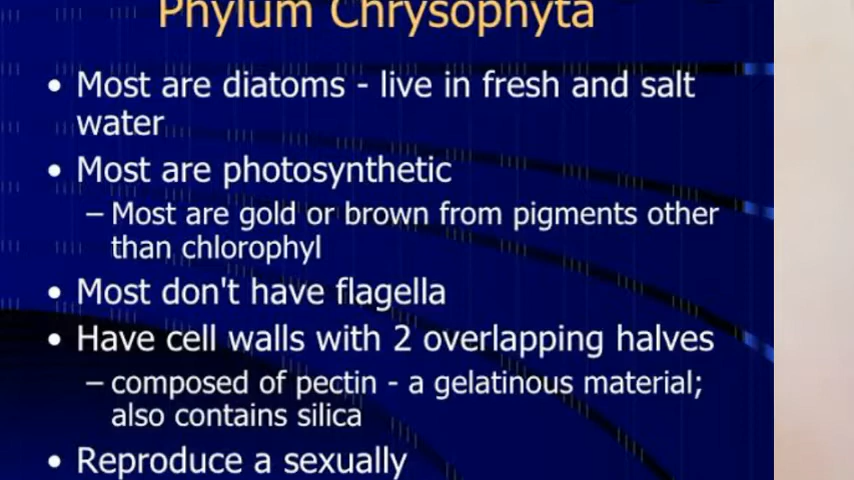 Phylum Chrysophyta
• Most are diatoms - live in fresh and salt
water
• Most are photosynthetic
– Most are gold or brown from pigments other
than chlorophyl
• Most don't have flagella
• Have cell walls with 2 overlapping halves
– composed of pectin - a gelatinous material;
also contains silica
• Reproduce a sexually